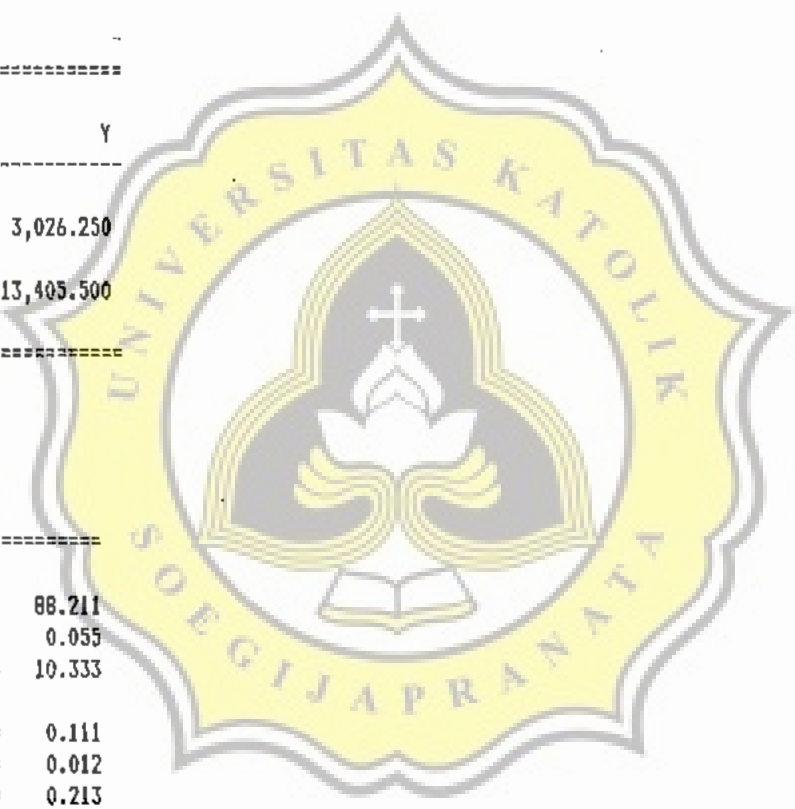 Y
3,026.250
13,405.500
88.211
0.055
10.333
0.111
0.012
0.213
UNIVERSITAS KATOLIK
SOEGIJAPRANATA